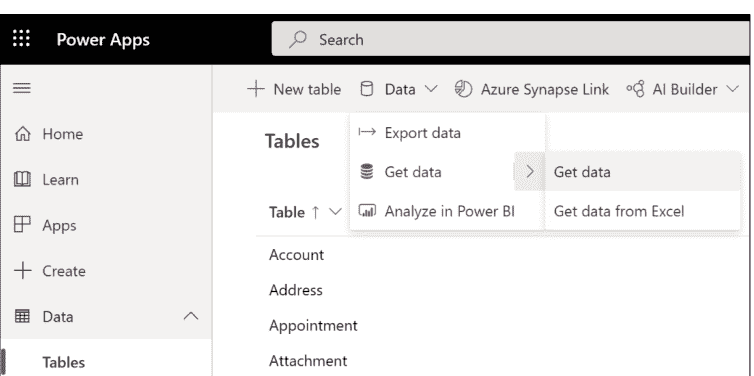 Power Apps
Search
New table Data Azure Synapse Link AI Builder
Home
Learn
Apps
Create
Data
Tables
Tables
Table ↑
Account
Address
Appointment
Attachment
Export data
Get data
Analyze in Power BI
Get data
Get data from Excel